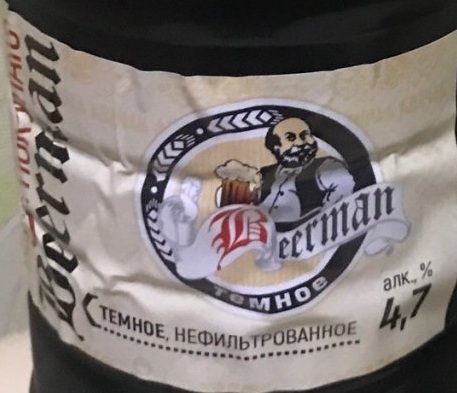 Beerman
Beerman
темное
ТЕМНОЕ, НЕФИЛЬТРОВАННОЕ
алк., %
4,7